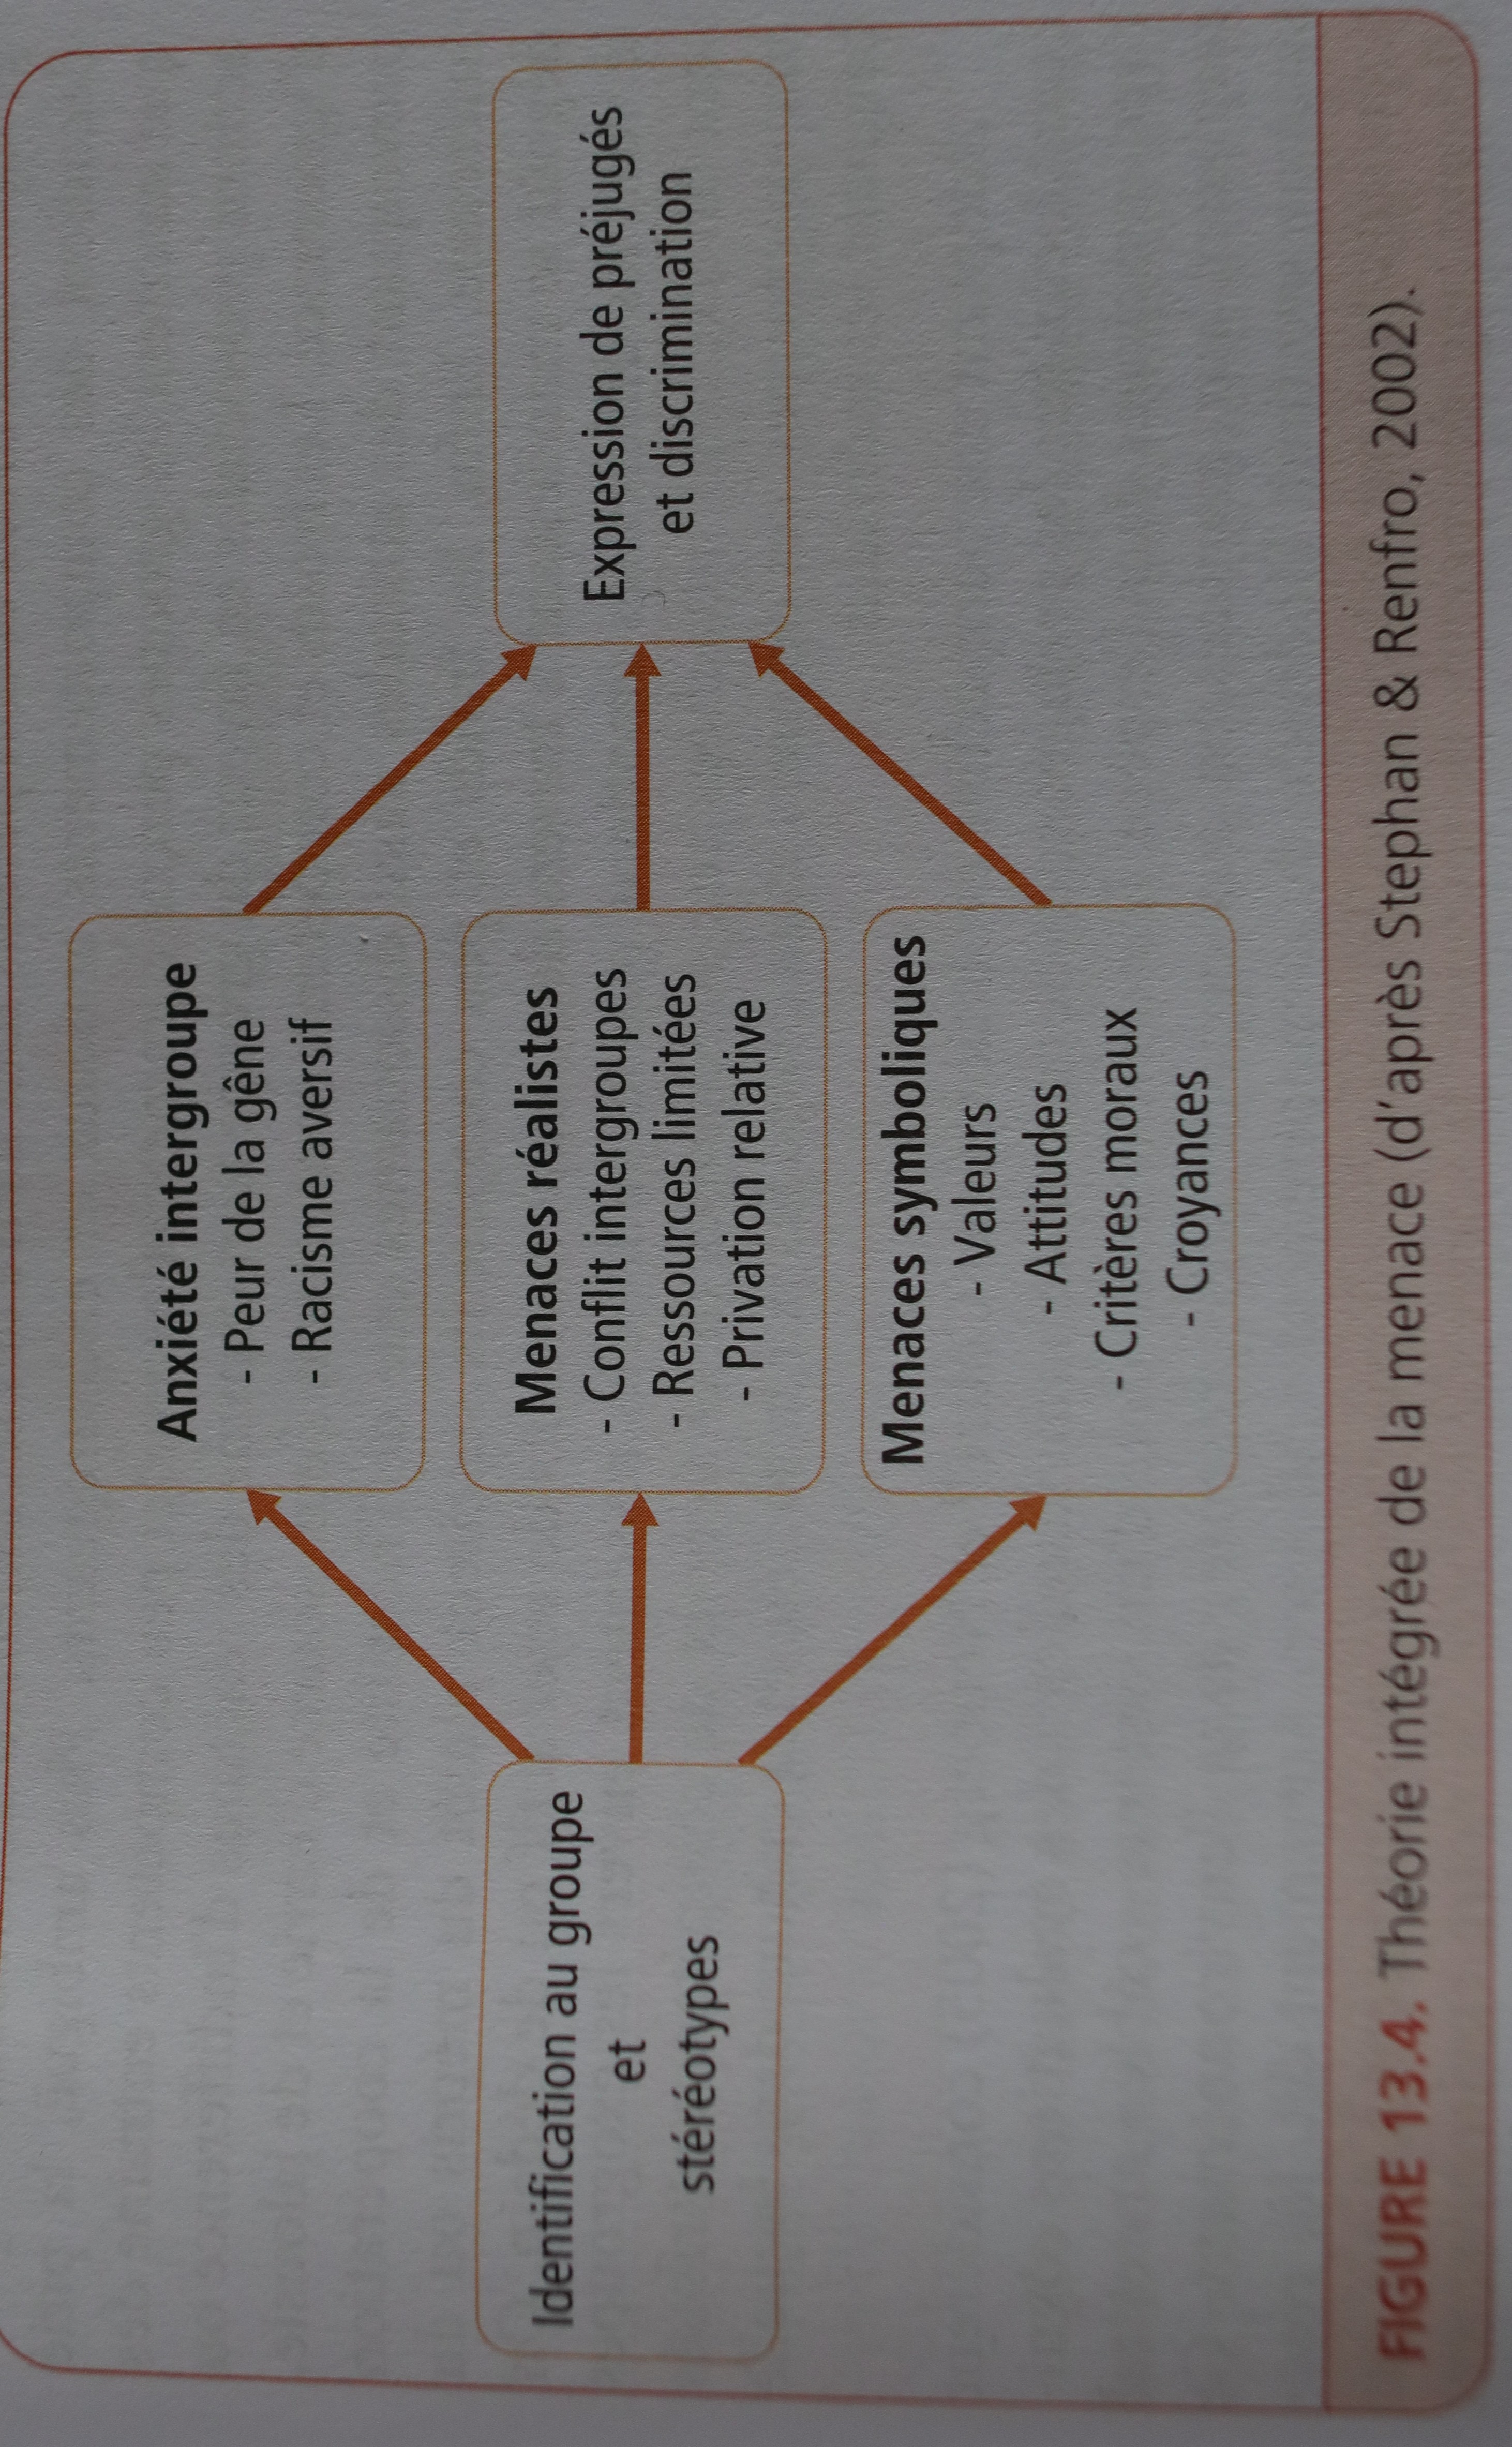 Anxiété intergroupe
- Peur de la gêne
- Racisme aversif
Identification au groupe
et
stéréotypes
Menaces réalistes
- Conflit intergroupes
- Ressources limitées
- Privation relative
Menaces symboliques
- Valeurs
- Attitudes
- Critères moraux
- Croyances
Expression de préjugés
et discrimination
FIGURE 13.4. Théorie intégrée de la menace (d'après Stephan & Renfro, 2002).